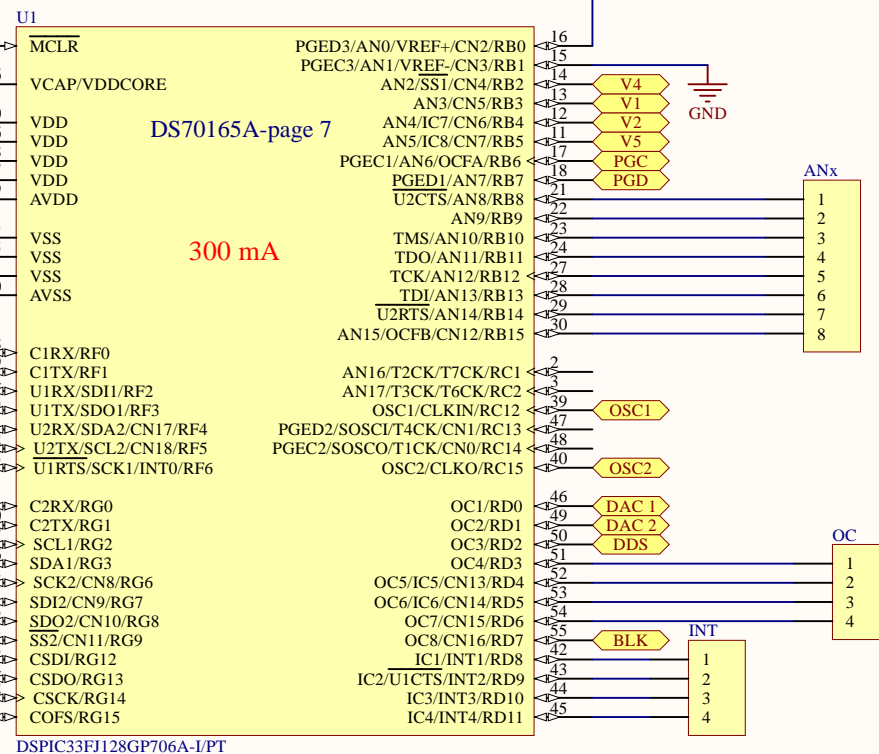 U1
MCLR
VCAP/VDDCORE
VDD
VDD
VDD
VDD
AVDD
VSS
VSS
VSS
AVSS
C1RX/RF0
C1TX/RF1
U1RX/SDI1/RF2
U1TX/SDO1/RF3
U2RX/SDA2/CN17/RF4
U2TX/SCL2/CN18/RF5
U1RTS/SCK1/INT0/RF6
C2RX/RG0
C2TX/RG1
SCL1/RG2
SDA1/RG3
SCK2/CN8/RG6
SDI2/CN9/RG7
SDO2/CN10/RG8
SS2/CN11/RG9
CSDI/RG12
CSDO/RG13
CSCK/RG14
COFS/RG15
DS70165A-page 7
300 mA
PGED3/AN0/VREF+/CN2/RB0 16
PGEC3/AN1/VREF-/CN3/RB1 15
AN2/SS1/CN4/RB2 14 V4
AN3/CN5/RB3 13 V1
AN4/IC7/CN6/RB4 12 V2
AN5/IC8/CN7/RB5 11 V5
PGEC1/AN6/OCFA/RB6 17 PGC
PGED1/AN7/RB7 18 PGD
U2CTS/AN8/RB8 21
AN9/RB9 22
TMS/AN10/RB10 23
TDO/AN11/RB11 24
TCK/AN12/RB12 27
TDI/AN13/RB13 28
U2RTS/AN14/RB14 29
AN15/OCFB/CN12/RB15 30
AN16/T2CK/T7CK/RC1 2
AN17/T3CK/T6CK/RC2 3
OSC1/CLKIN/RC12 39 OSC1
PGED2/SOSCI/T4CK/CN1/RC13 47
PGEC2/SOSCO/T1CK/CN0/RC14 48
OSC2/CLKO/RC15 40 OSC2
OC1/RD0 46 DAC 1
OC2/RD1 49 DAC 2
OC3/RD2 50 DDS
OC4/RD3 51
OC5/IC5/CN13/RD4 52
OC6/IC6/CN14/RD5 53
OC7/CN15/RD6 54
OC8/CN16/RD7 55 BLK
IC1/INT1/RD8 42
IC2/U1CTS/INT2/RD9 43
IC3/INT3/RD10 44
IC4/INT4/RD11 45
GND
ANx
1
2
3
4
5
6
7
8
OC
1
2
3
4
INT
1
2
3
4
DSPIC33FJ128GP706A-I/PT